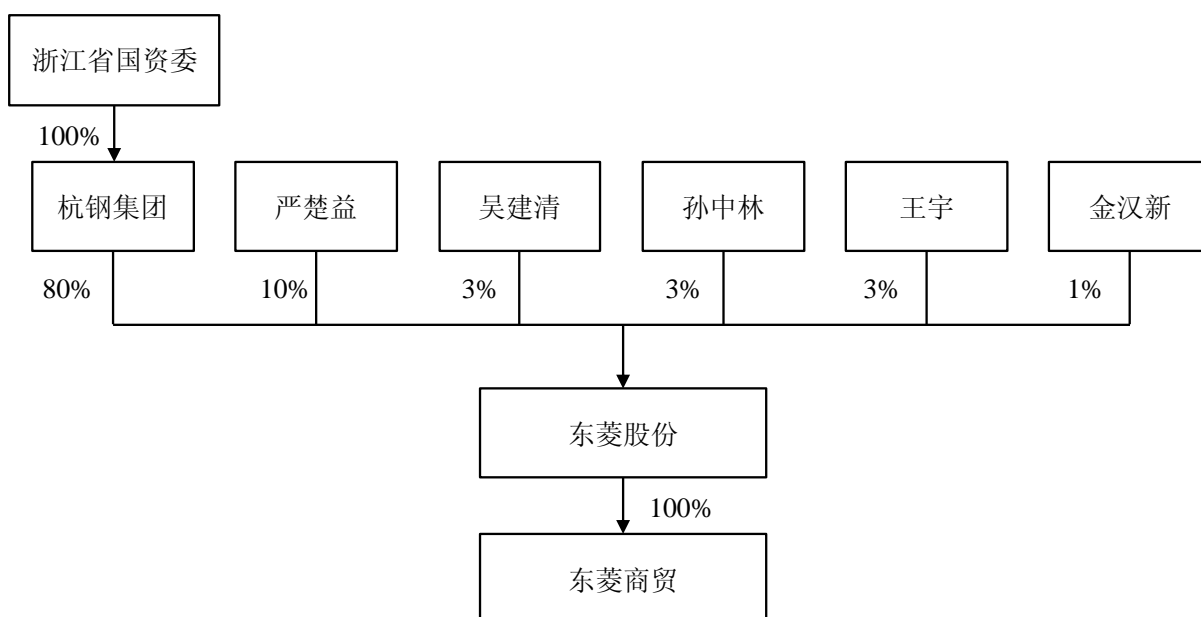 浙江省国资委
100%
杭钢集团
严楚益
吴建清
孙中林
王宇
金汉新
80%
10%
3%
3%
3%
1%
东菱股份
100%
东菱商贸